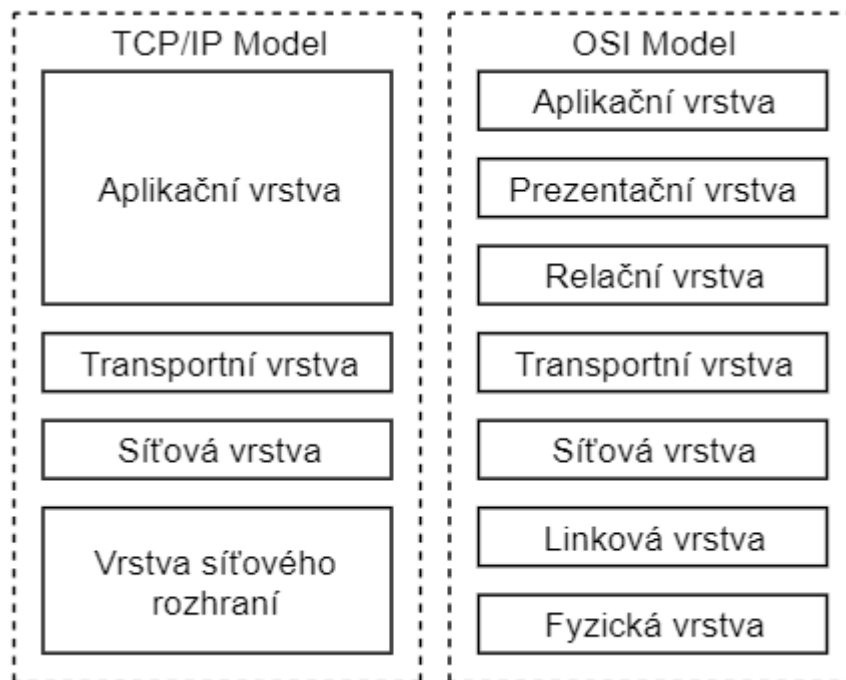 TCP/IP Model
Aplikační vrstva
Transportní vrstva
Síťová vrstva
Vrstva síťového
rozhraní
OSI Model
Aplikační vrstva
Prezentační vrstva
Relační vrstva
Transportní vrstva
Síťová vrstva
Linková vrstva
Fyzická vrstva